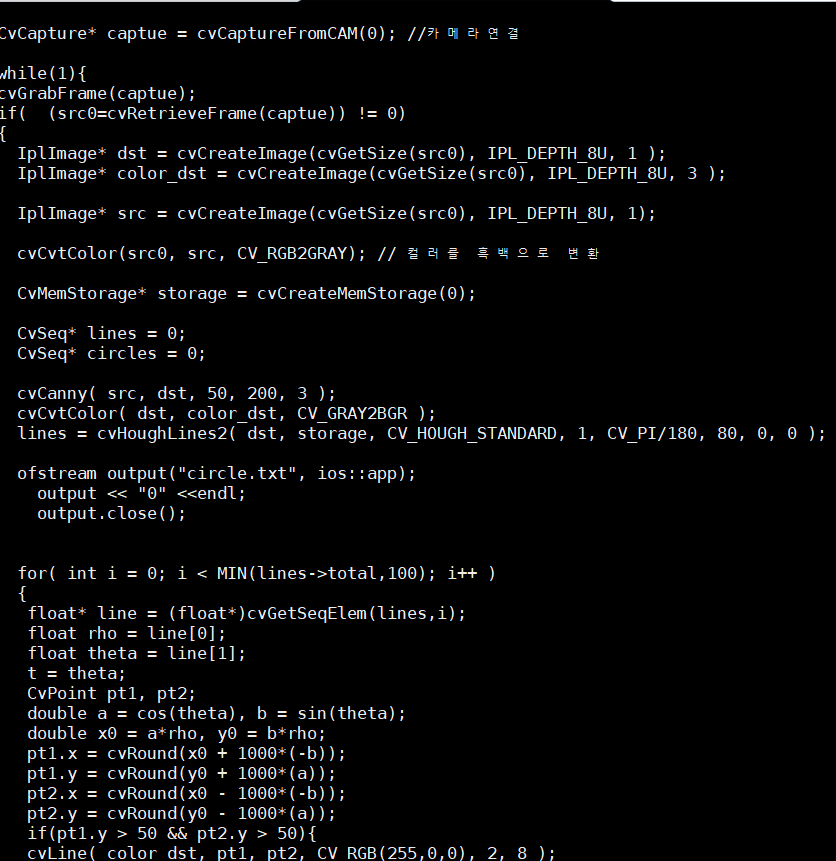 CvCapture* captue = cvCaptureFromCAM(0); //카메라연결
while(1){
cvGrabFrame(captue);
if(  (src0=cvRetrieveFrame(captue)) != 0)
{
IplImage* dst = cvCreateImage(cvGetSize(src0), IPL_DEPTH_8U, 1 );
IplImage* color_dst = cvCreateImage(cvGetSize(src0), IPL_DEPTH_8U, 3 );
IplImage* src = cvCreateImage(cvGetSize(src0), IPL_DEPTH_8U, 1);
cvCvtColor(src0, src, CV_RGB2GRAY); // 컬러를 흑백으로 변환
CvMemStorage* storage = cvCreateMemStorage(0);
CvSeq* lines = 0;
CvSeq* circles = 0;
cvCanny( src, dst, 50, 200, 3 );
cvCvtColor( dst, color_dst, CV_GRAY2BGR );
lines = cvHoughLines2( dst, storage, CV_HOUGH_STANDARD, 1, CV_PI/180, 80, 0, 0 );
ofstream output("circle.txt", ios::app);
output << "0" <<endl;
output.close();
for( int i = 0; i < MIN(lines->total,100); i++ )
{
float* line = (float*)cvGetSeqElem(lines,i);
float rho = line[0];
float theta = line[1];
t = theta;
CvPoint pt1, pt2;
double a = cos(theta), b = sin(theta);
double x0 = a*rho, y0 = b*rho;
pt1.x = cvRound(x0 + 1000*(-b));
pt1.y = cvRound(y0 + 1000*(a));
pt2.x = cvRound(x0 - 1000*(-b));
pt2.y = cvRound(y0 - 1000*(a));
if(pt1.y > 50 && pt2.y > 50){
cvLine( color_dst, pt1, pt2, CV_RGB(255,0,0), 2, 8 );